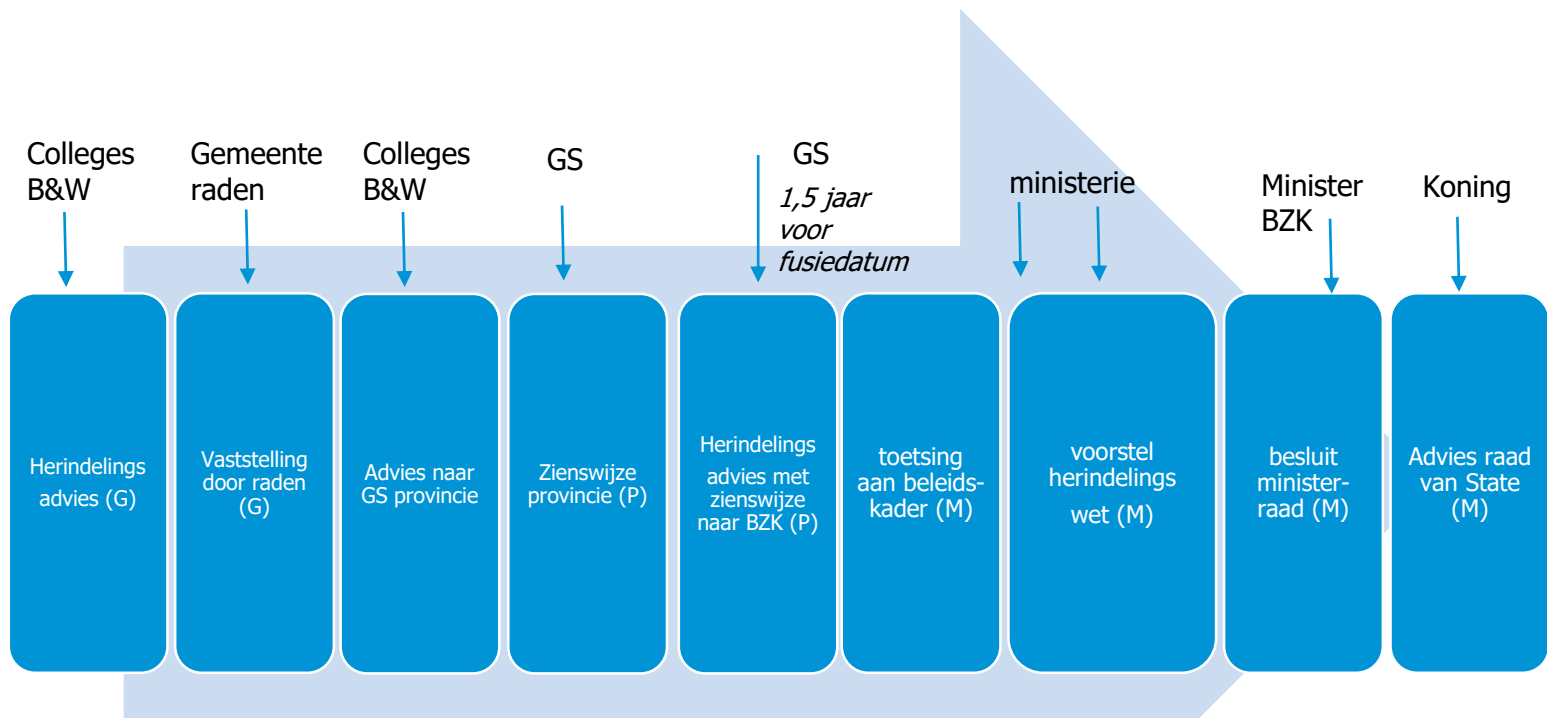 Colleges
B&W
Gemeente
raden
Colleges
B&W
GS
GS
1,5 jaar
voor
fusiedatum
ministerie
Minister
BZK
Koning
Herindelings
advies (G)
Vaststelling
door raden
(G)
Advies naar
GS provincie
Zienswijze
provincie (P)
Herindelings
advies met
zienswijze
naar BZK (P)
toetsing
aan beleids-
kader (M)
voorstel
herindelings
wet (M)
besluit
minister-
raad (M)
Advies raad
van State
(M)